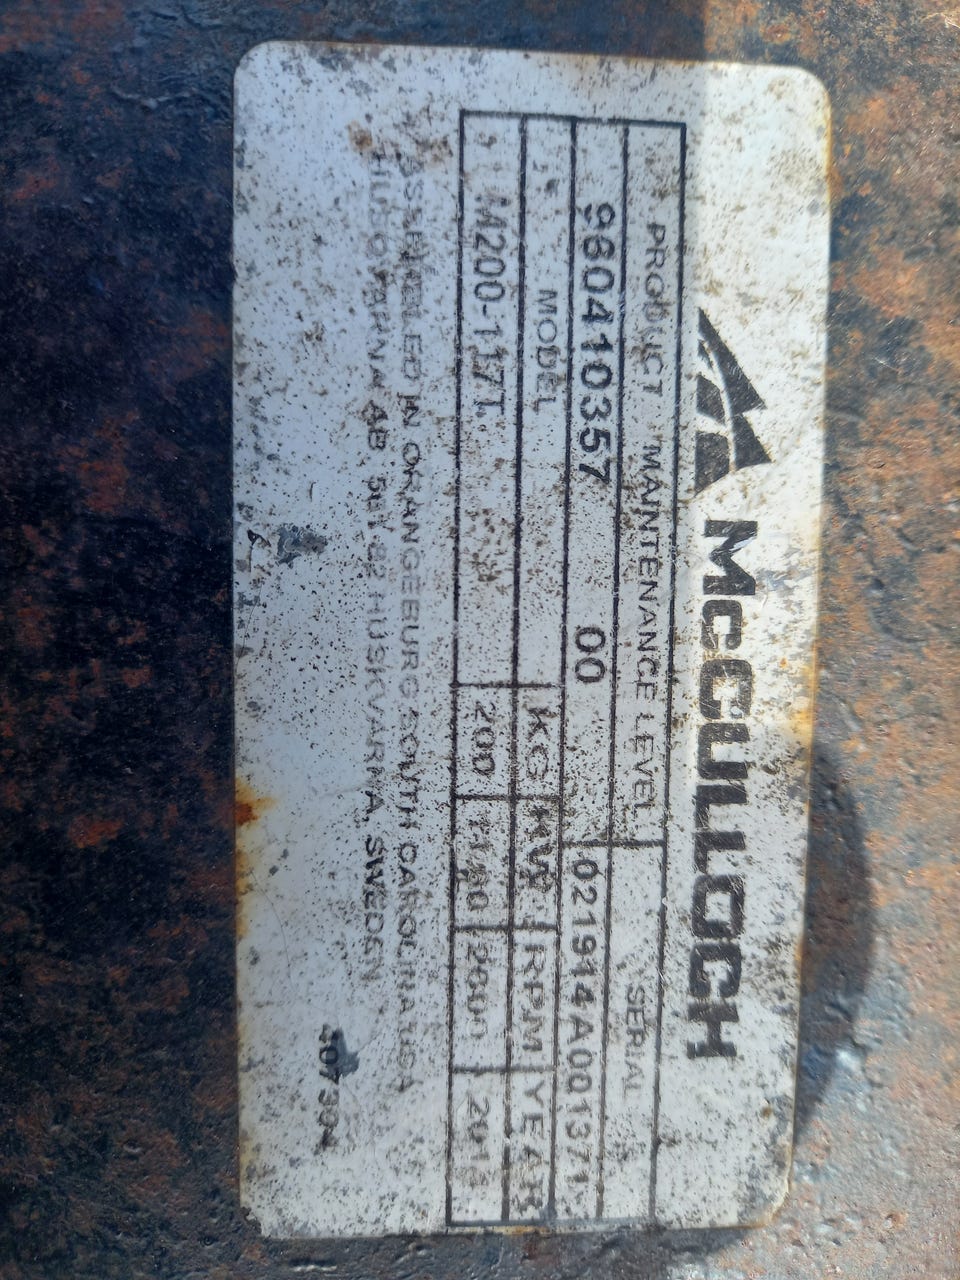 McCULLOCH
PRODUCT / MAINTENANCE LEVEL / SERIAL
960410357 00 021914A001371
MODEL KG KW RPM YEAR
M200-117T 200 2600
ASSEMBLED IN ORANGEBURG SOUTH CAROLINA USA
HUSQVARNA AB 561 82 HUSKVARNA, SWEDEN
407304